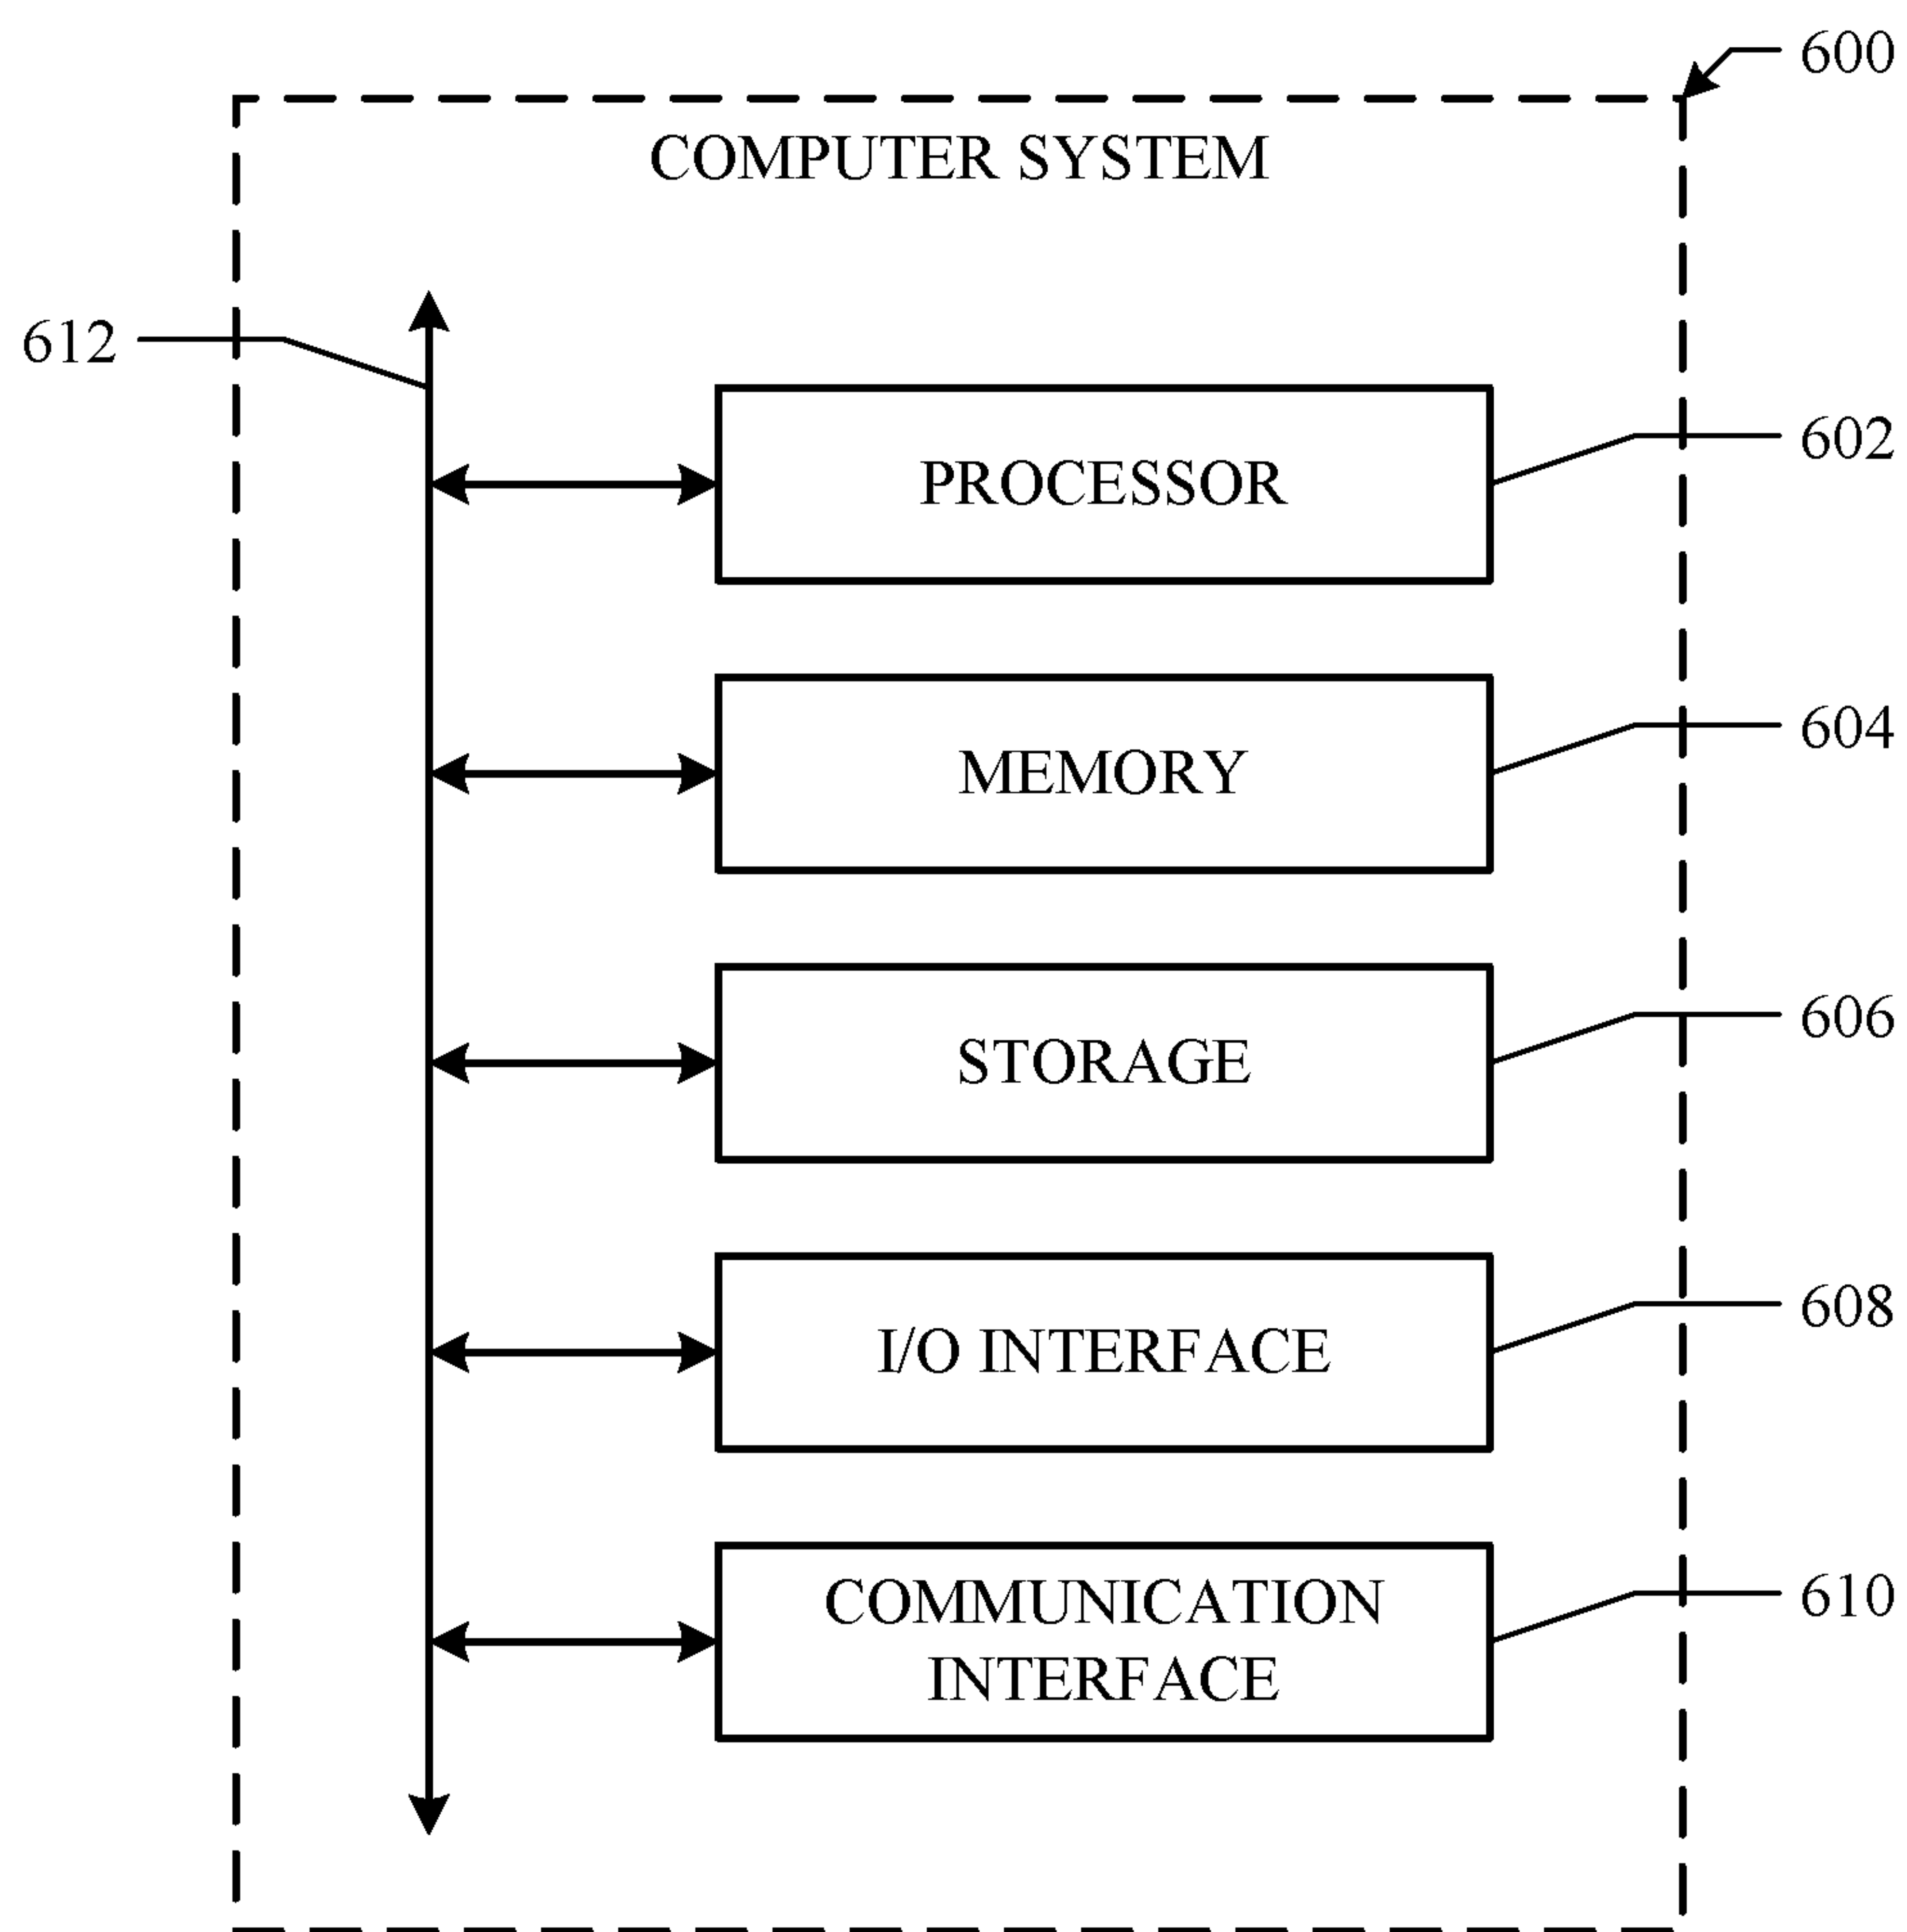 600
COMPUTER SYSTEM
612
602
PROCESSOR
604
MEMORY
606
STORAGE
608
I/O INTERFACE
610
COMMUNICATION
INTERFACE